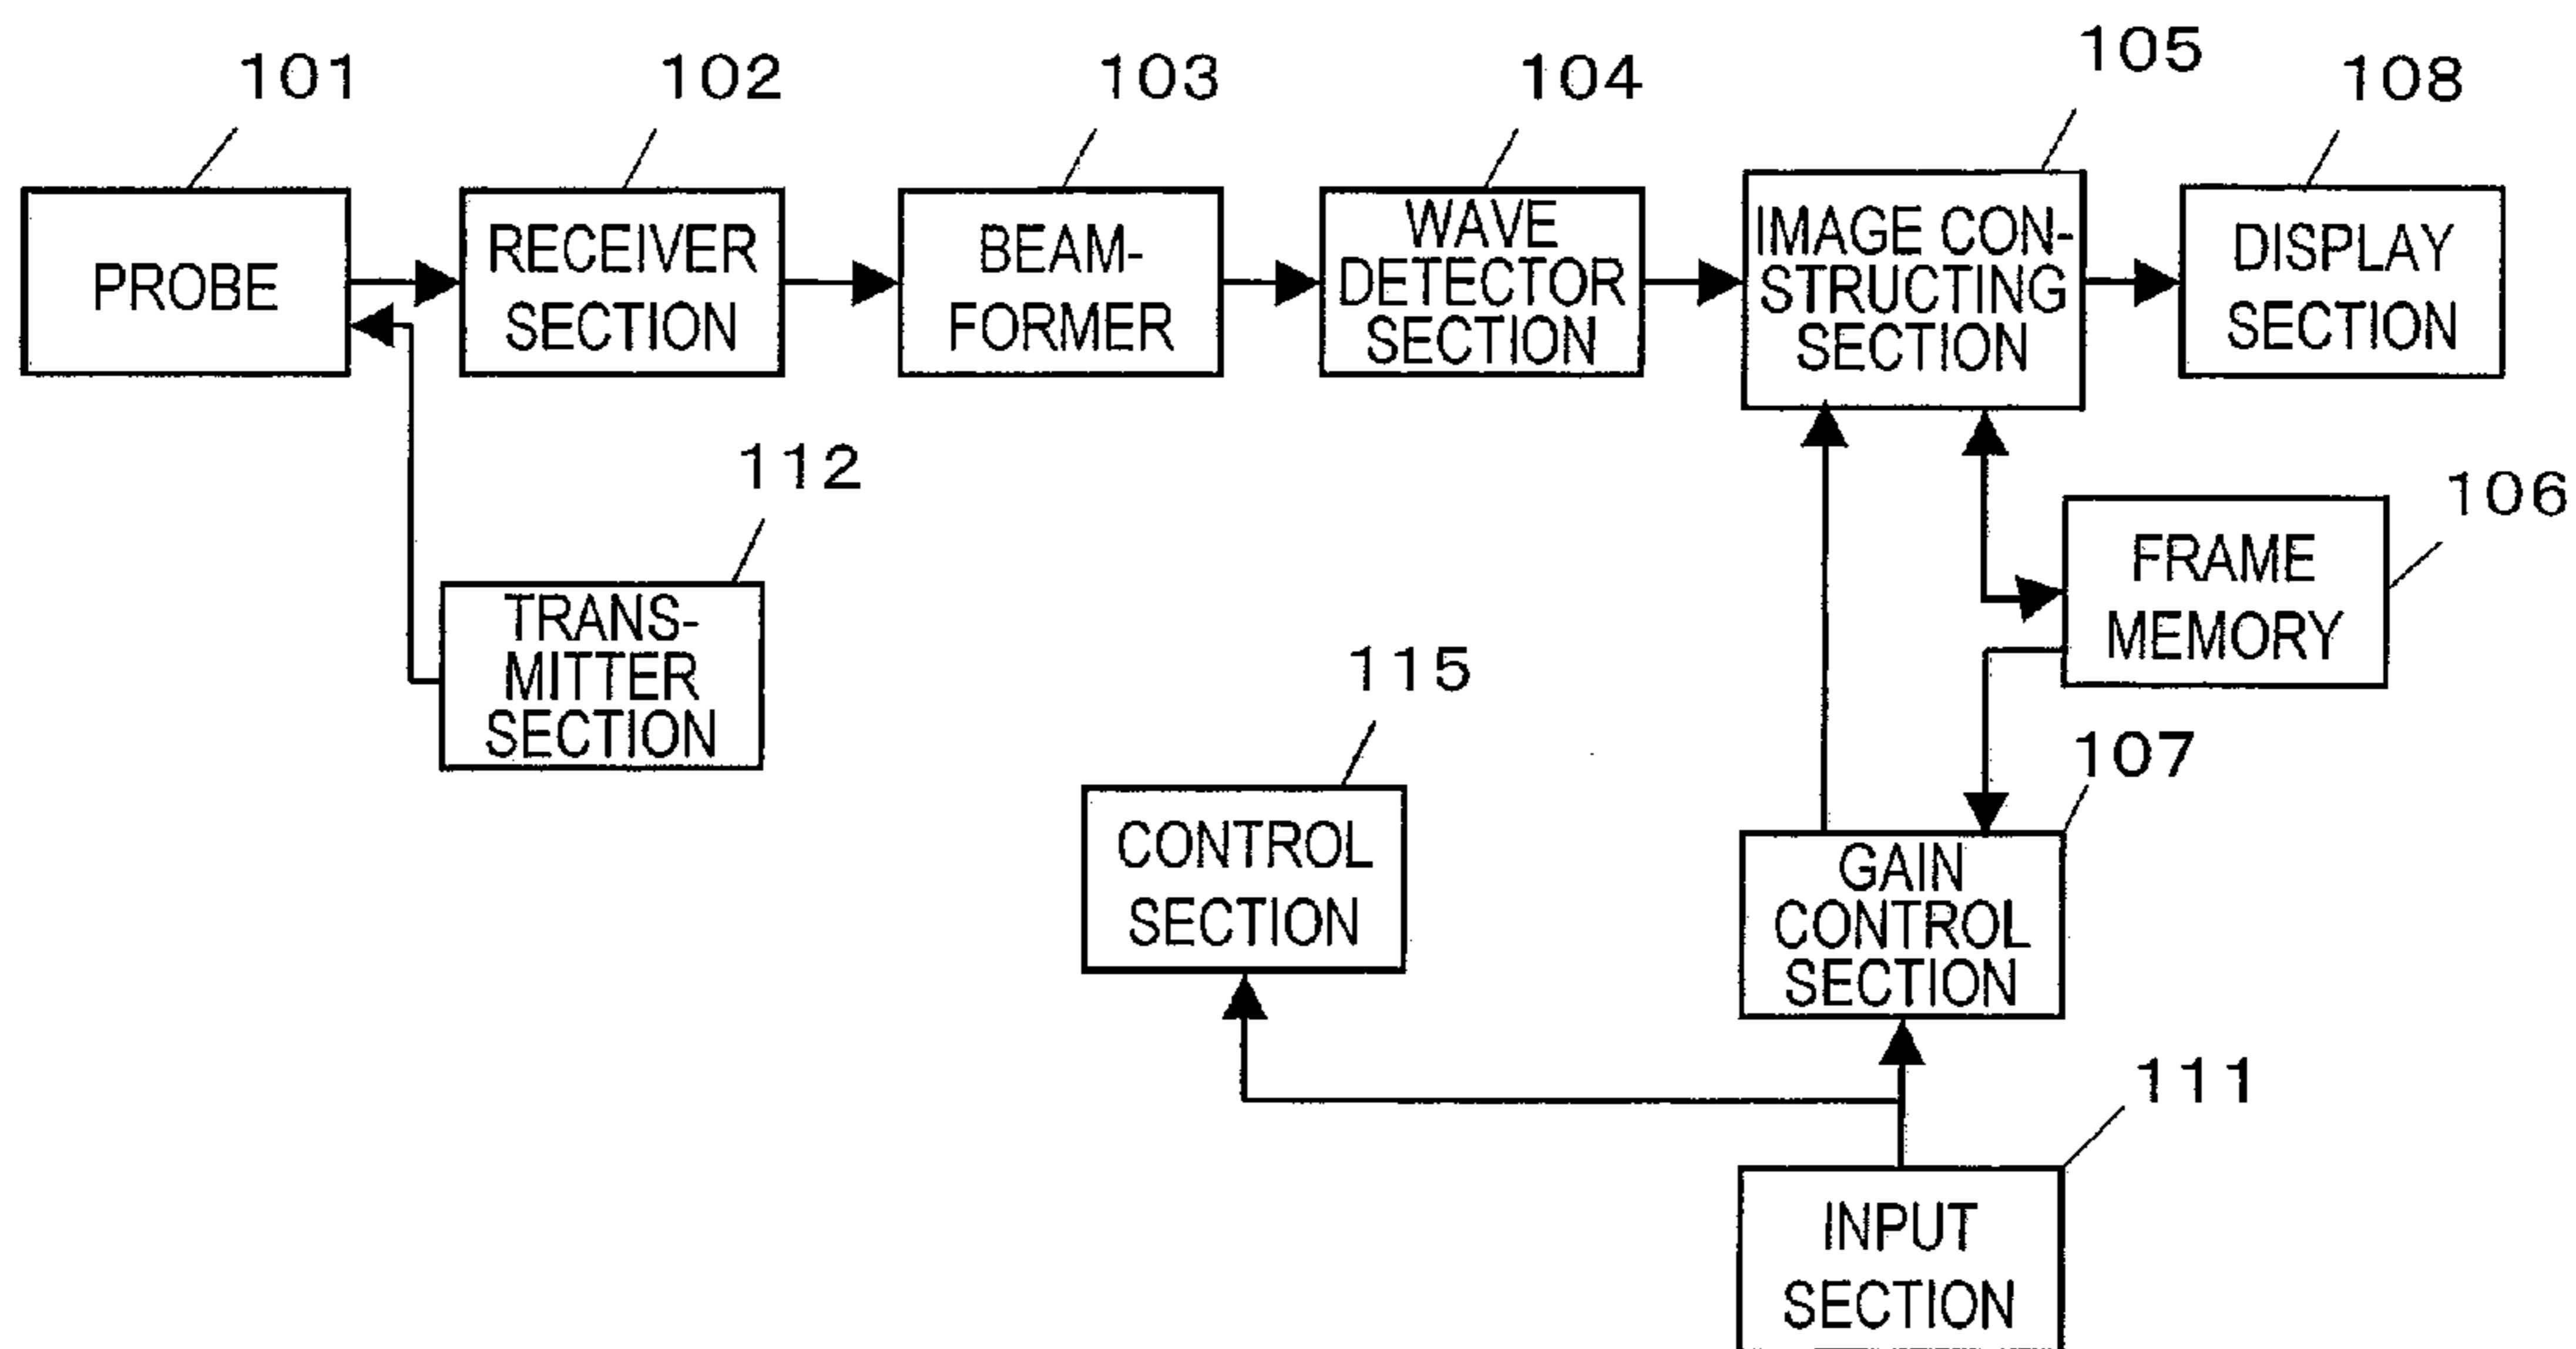 101
102
103
104
105
108
PROBE
RECEIVER
SECTION
BEAM-
FORMER
WAVE
DETECTOR
SECTION
IMAGE CON-
STRUCTING
SECTION
DISPLAY
SECTION
112
TRANS-
MITTER
SECTION
106
FRAME
MEMORY
115
CONTROL
SECTION
107
GAIN
CONTROL
SECTION
111
INPUT
SECTION